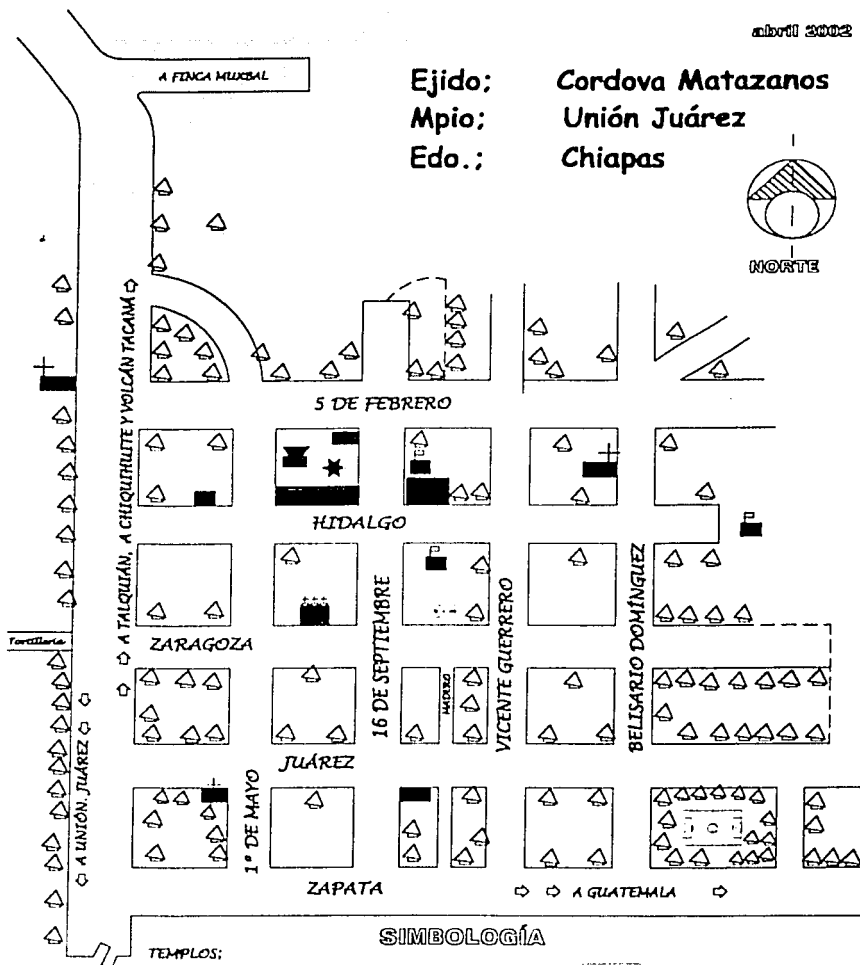 abril 2002
A FINCA MUXBAL
Ejido; Cordova Matazanos
Mpio; Unión Juárez
Edo.; Chiapas
NORTE
A TALQUIÁN, A CHIQUIHUITE Y VOLCÁN TACANÁ
5 DE FEBRERO
HIDALGO
16 DE SEPTIEMBRE
VICENTE GUERRERO
BELISARIO DOMÍNGUEZ
Tortilleria
ZARAGOZA
MADERO
A UNIÓN JUÁREZ
JUÁREZ
1º DE MAYO
ZAPATA
A GUATEMALA
SIMBOLOGÍA
TEMPLOS;